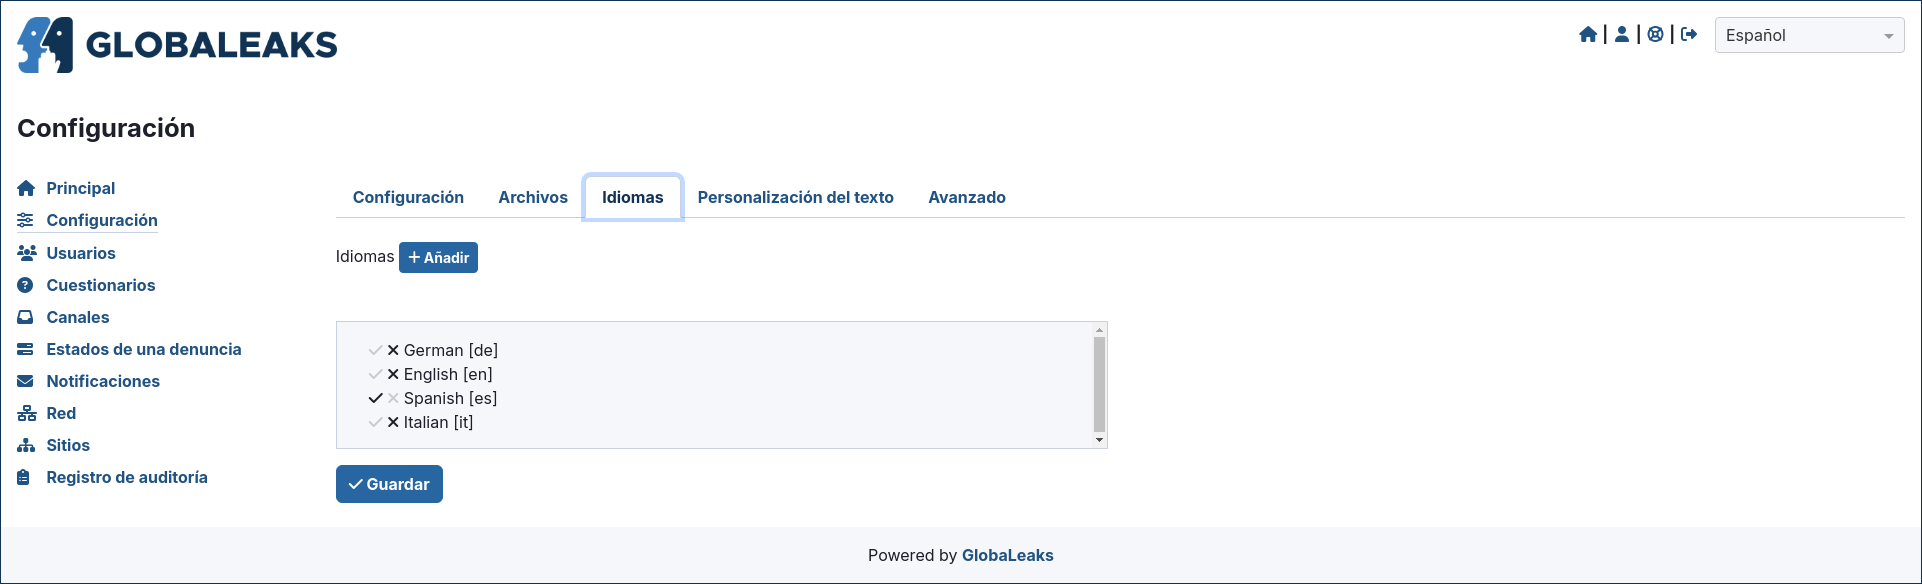 GLOBALEAKS
Español
Configuración
Principal
Configuración
Usuarios
Cuestionarios
Canales
Estados de una denuncia
Notificaciones
Red
Sitios
Registro de auditoría
Configuración Archivos Idiomas Personalización del texto Avanzado
Idiomas Añadir
German [de]
English [en]
Spanish [es]
Italian [it]
Guardar
Powered by GlobaLeaks